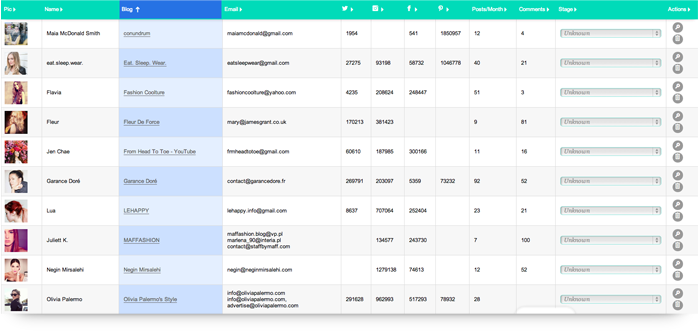 Pic Name Blog Email Posts/Month Comments Stage Actions
Maia McDonald Smith conundrum maiamcdonald@gmail.com 1954 541 1850957 12 4 Unknown
eat.sleep.wear. Eat. Sleep. Wear. eatsleepwear@gmail.com 27275 93198 58732 1046778 40 21 Unknown
Flavia Fashion Coolture fashioncoolture@yahoo.com 4235 208624 248447 51 3 Unknown
Fleur Fleur De Force mary@jamesgrant.co.uk 170213 381423 9 81 Unknown
Jen Chae From Head To Toe - YouTube frmheadtotoe@gmail.com 60610 187985 300166 11 16 Unknown
Garance Doré Garance Doré contact@garancedore.fr 269791 203097 5359 73232 92 52 Unknown
Lua LEHAPPY lehappy.info@gmail.com 8637 707064 252404 23 21 Unknown
maffashion.blog@vp.pl
Juliett K. MAFFASHION marlena_90@interia.pl 134577 243730 7 100 Unknown
contact@staffbymaff.com
Negin Mirsalehi Negin Mirsalehi negin@neginmirsalehi.com 1279138 74613 12 52 Unknown
info@oliviapalermo.com
Olivia Palermo Olivia Palermo's Style info@oliviapalermo.com, 291628 962993 517293 78932 28 Unknown
advertise@oliviapalermo.com